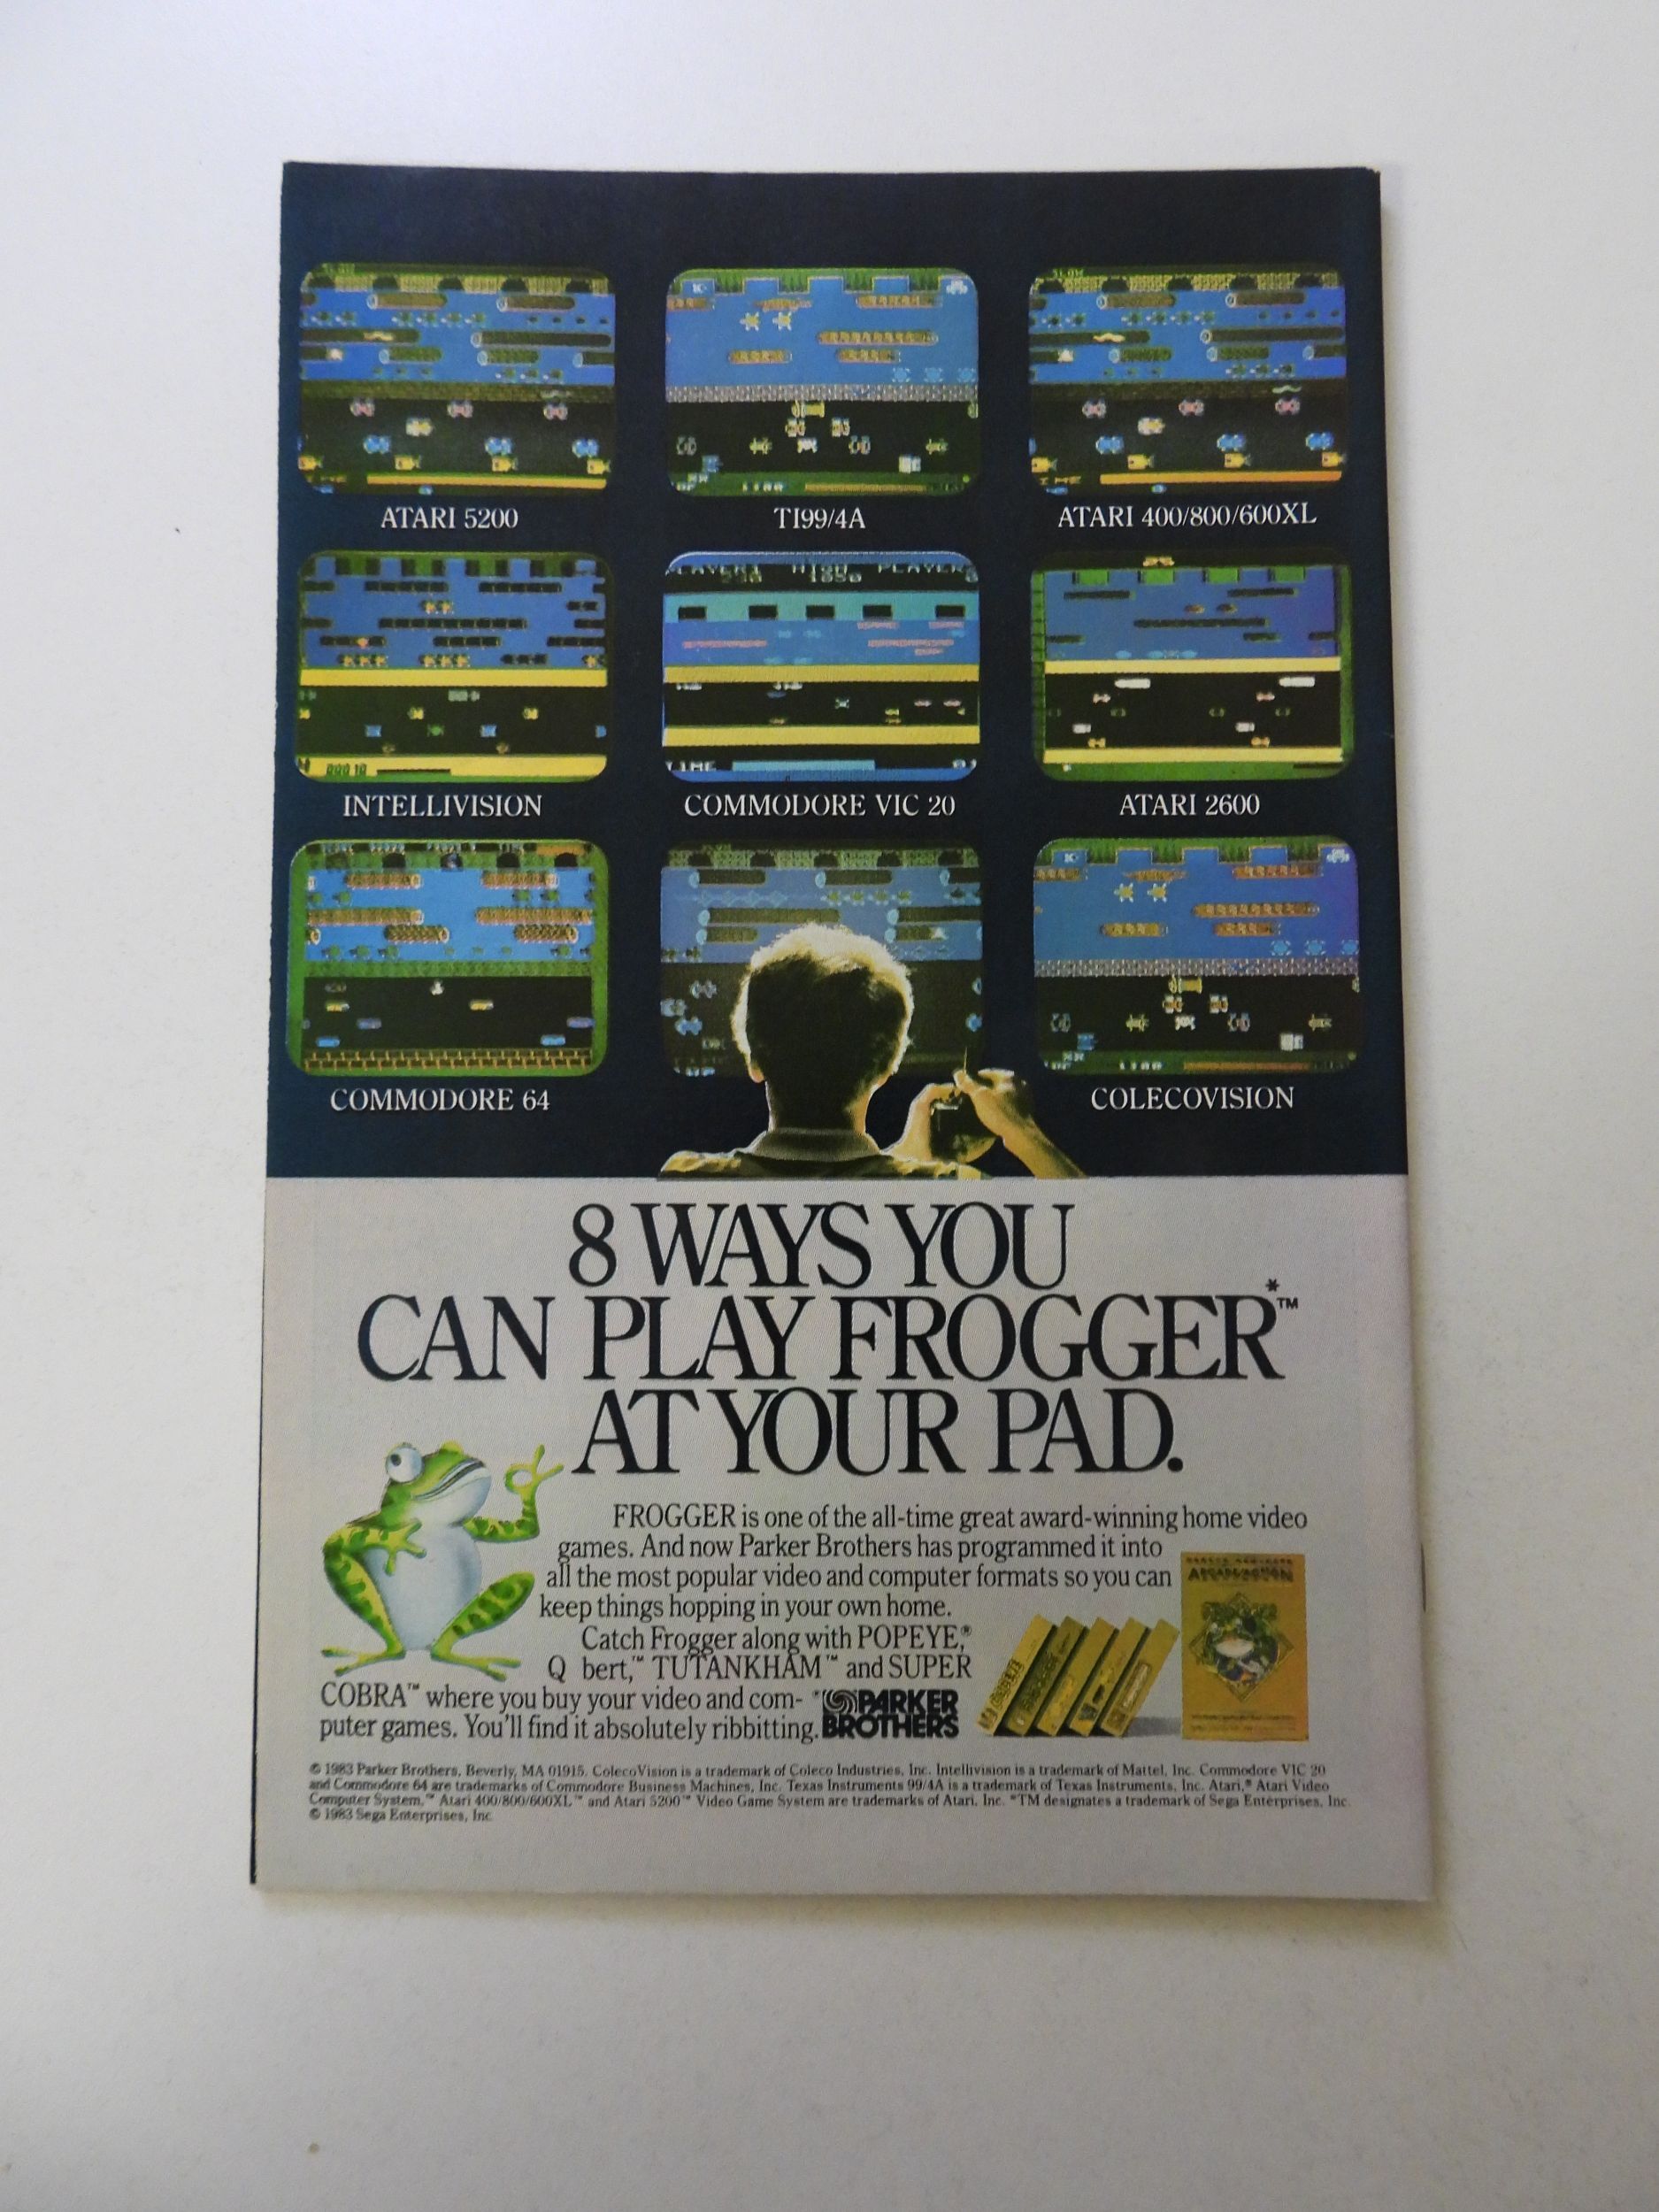 SLOW
ATARI 5200
TI99/4A
ATARI 400/800/600XL
INTELLIVISION
COMMODORE VIC 20
ATARI 2600
COMMODORE 64
COLECOVISION
8 WAYS YOU
CAN PLAY FROGGER*™
AT YOUR PAD.
FROGGER is one of the all-time great award-winning home video
games. And now Parker Brothers has programmed it into
all the most popular video and computer formats so you can
keep things hopping in your own home.
Catch Frogger along with POPEYE,®
Q bert,™ TUTANKHAM™ and SUPER
COBRA™ where you buy your video and com-
puter games. You'll find it absolutely ribbitting.
PARKER
BROTHERS
© 1983 Parker Brothers, Beverly, MA 01915. ColecoVision is a trademark of Coleco Industries, Inc. Intellivision is a trademark of Mattel, Inc. Commodore VIC 20
and Commodore 64 are trademarks of Commodore Business Machines, Inc. Texas Instruments 99/4A is a trademark of Texas Instruments, Inc. Atari,® Atari Video
Computer System,™ Atari 400/800/600XL™ and Atari 5200™ Video Game System are trademarks of Atari, Inc. *TM designates a trademark of Sega Enterprises, Inc.
© 1983 Sega Enterprises, Inc.